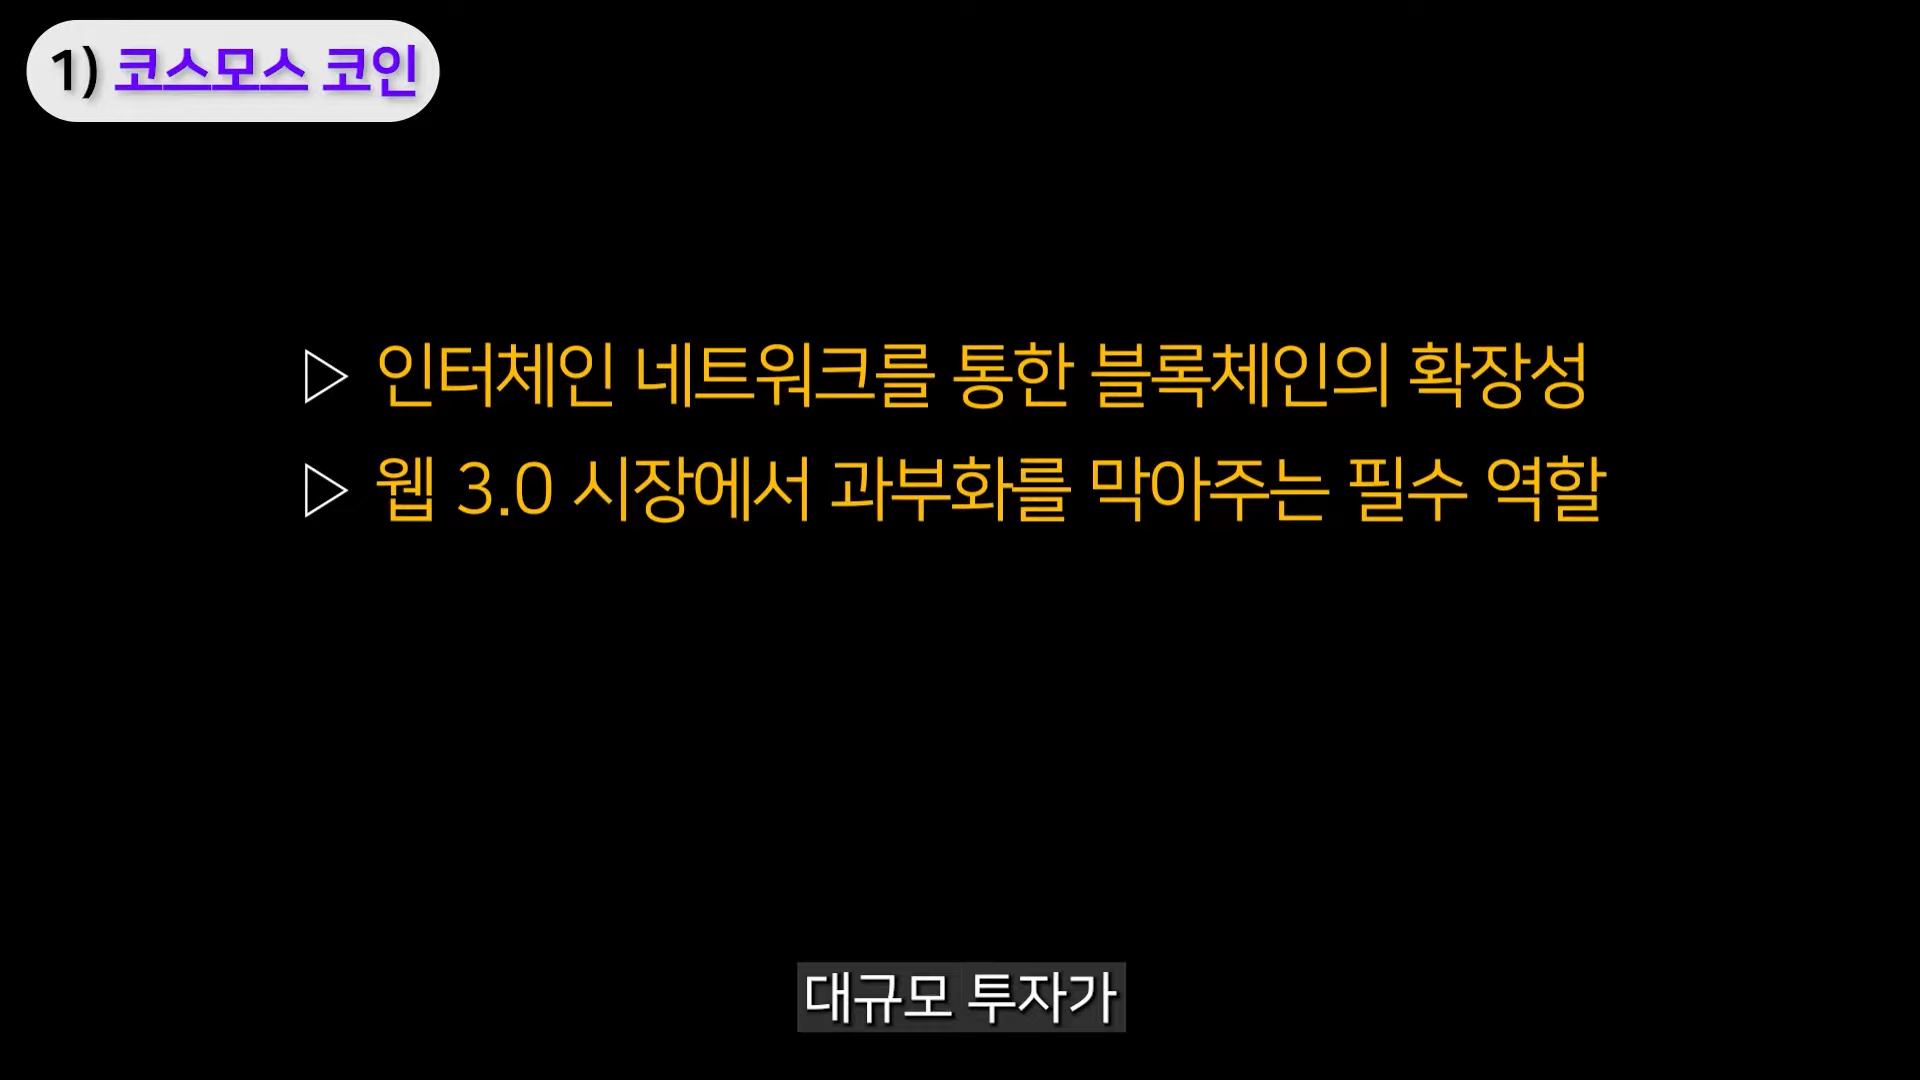 1) 코스모스 코인
▷ 인터체인 네트워크를 통한 블록체인의 확장성
▷ 웹 3.0 시장에서 과부화를 막아주는 필수 역할
대규모 투자가